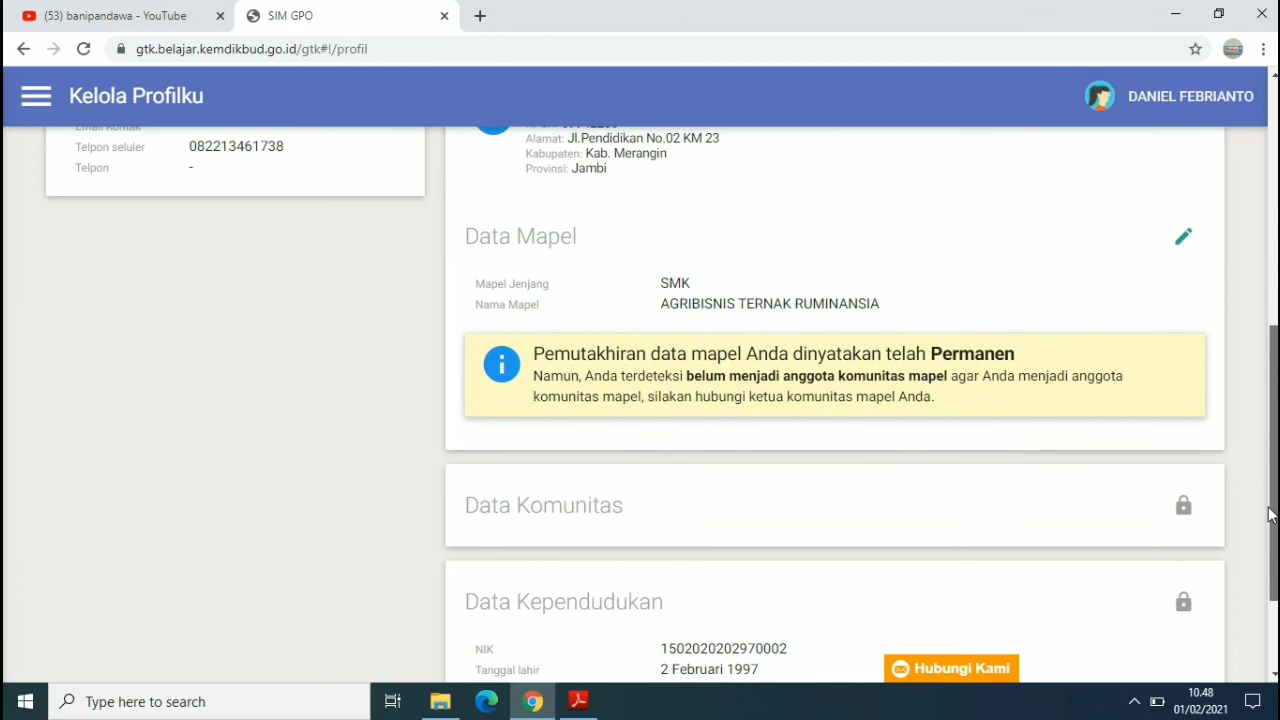 (53) banipandawa - YouTube
SIM GPO
gtk.belajar.kemdikbud.go.id/gtk#!/profil
Kelola Profilku
DANIEL FEBRIANTO
Email Kontak
Telpon seluler 082213461738
Telpon -
Alamat: Jl.Pendidikan No.02 KM 23
Kabupaten: Kab. Merangin
Provinsi: Jambi
Data Mapel
Mapel Jenjang SMK
Nama Mapel AGRIBISNIS TERNAK RUMINANSIA
Pemutakhiran data mapel Anda dinyatakan telah Permanen
Namun, Anda terdeteksi belum menjadi anggota komunitas mapel agar Anda menjadi anggota
komunitas mapel, silakan hubungi ketua komunitas mapel Anda.
Data Komunitas
Data Kependudukan
NIK 1502020202970002
Tanggal lahir 2 Februari 1997
Hubungi Kami
Type here to search
10.48
01/02/2021